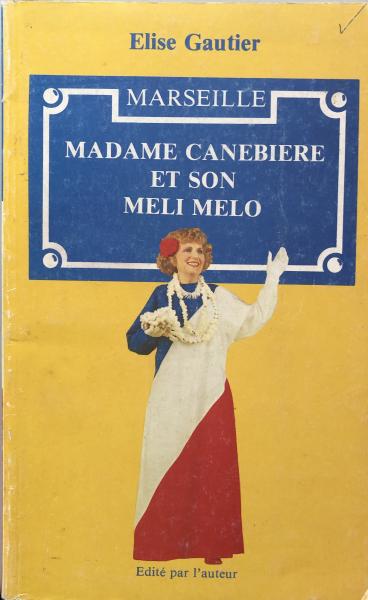 Elise Gautier
MARSEILLE
MADAME CANEBIERE
ET SON
MELI MELO
Edité par l'auteur